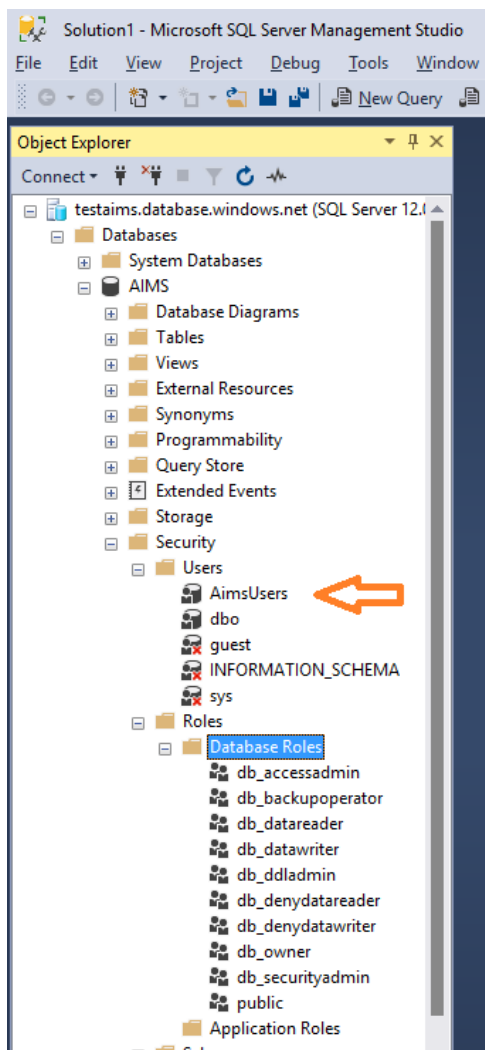 Solution1 - Microsoft SQL Server Management Studio
File Edit View Project Debug Tools Window
New Query
Object Explorer
Connect
testaims.database.windows.net (SQL Server 12.
Databases
System Databases
AIMS
Database Diagrams
Tables
Views
External Resources
Synonyms
Programmability
Query Store
Extended Events
Storage
Security
Users
AimsUsers
dbo
guest
INFORMATION_SCHEMA
sys
Roles
Database Roles
db_accessadmin
db_backupoperator
db_datareader
db_datawriter
db_ddladmin
db_denydatareader
db_denydatawriter
db_owner
db_securityadmin
public
Application Roles